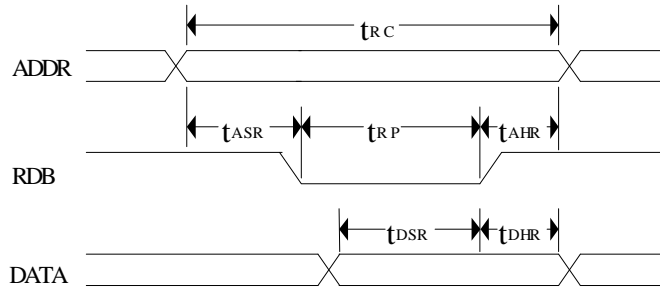 tRC
ADDR
tASR tRP tAHR
RDB
tDSR tDHR
DATA